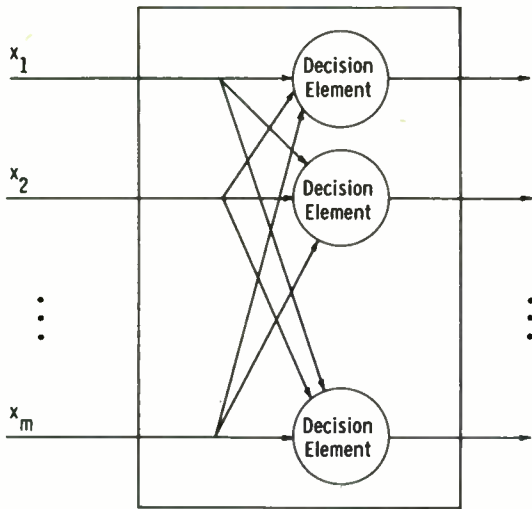 x1
Decision
Element
x2
Decision
Element
xm
Decision
Element